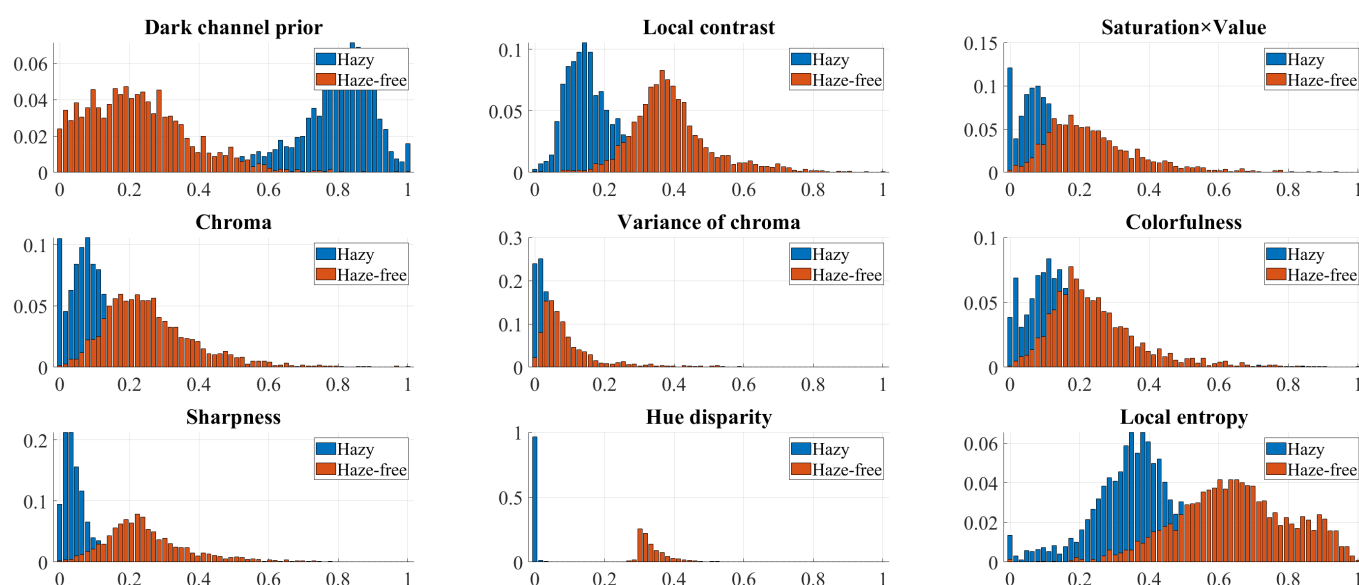 Dark channel prior
0.06
0.04
0.02
0
0 0.2 0.4 0.6 0.8 1
Hazy
Haze-free
Local contrast
0.1
0.05
0
0 0.2 0.4 0.6 0.8 1
Hazy
Haze-free
Saturation×Value
0.15
0.1
0.05
0
0 0.2 0.4 0.6 0.8 1
Hazy
Haze-free
Chroma
0.1
0.05
0
0 0.2 0.4 0.6 0.8 1
Hazy
Haze-free
Variance of chroma
0.3
0.2
0.1
0
0 0.2 0.4 0.6 0.8 1
Hazy
Haze-free
Colorfulness
0.1
0.05
0
0 0.2 0.4 0.6 0.8 1
Hazy
Haze-free
Sharpness
0.2
0.1
0
0 0.2 0.4 0.6 0.8 1
Hazy
Haze-free
Hue disparity
1
0.5
0
0 0.2 0.4 0.6 0.8 1
Hazy
Haze-free
Local entropy
0.06
0.04
0.02
0
0 0.2 0.4 0.6 0.8 1
Hazy
Haze-free